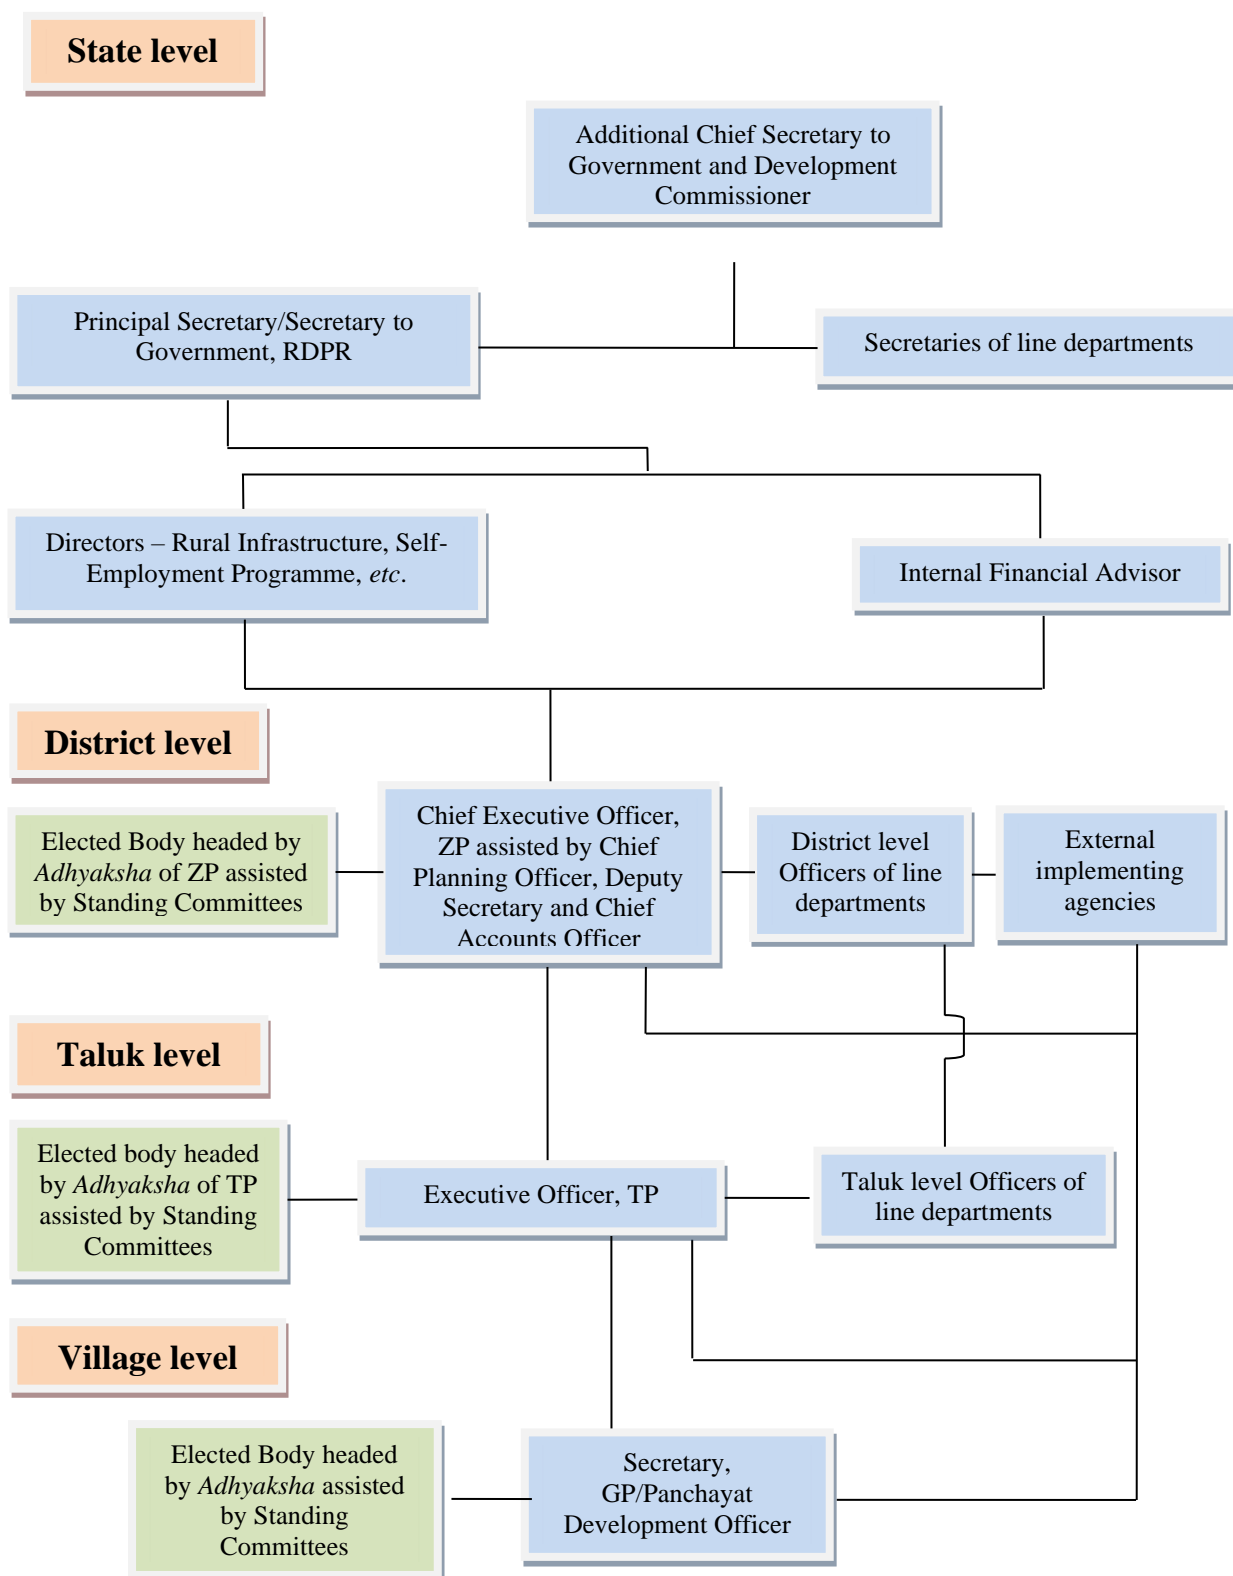 State level
Additional Chief Secretary to
Government and Development
Commissioner
Principal Secretary/Secretary to
Government, RDPR
Secretaries of line departments
Directors – Rural Infrastructure, Self-
Employment Programme, etc.
Internal Financial Advisor
District level
Elected Body headed by
Adhyaksha of ZP assisted
by Standing Committees
Chief Executive Officer,
ZP assisted by Chief
Planning Officer, Deputy
Secretary and Chief
Accounts Officer
District level
Officers of line
departments
External
implementing
agencies
Taluk level
Elected body headed
by Adhyaksha of TP
assisted by Standing
Committees
Executive Officer, TP
Taluk level Officers of
line departments
Village level
Elected Body headed
by Adhyaksha assisted
by Standing
Committees
Secretary,
GP/Panchayat
Development Officer